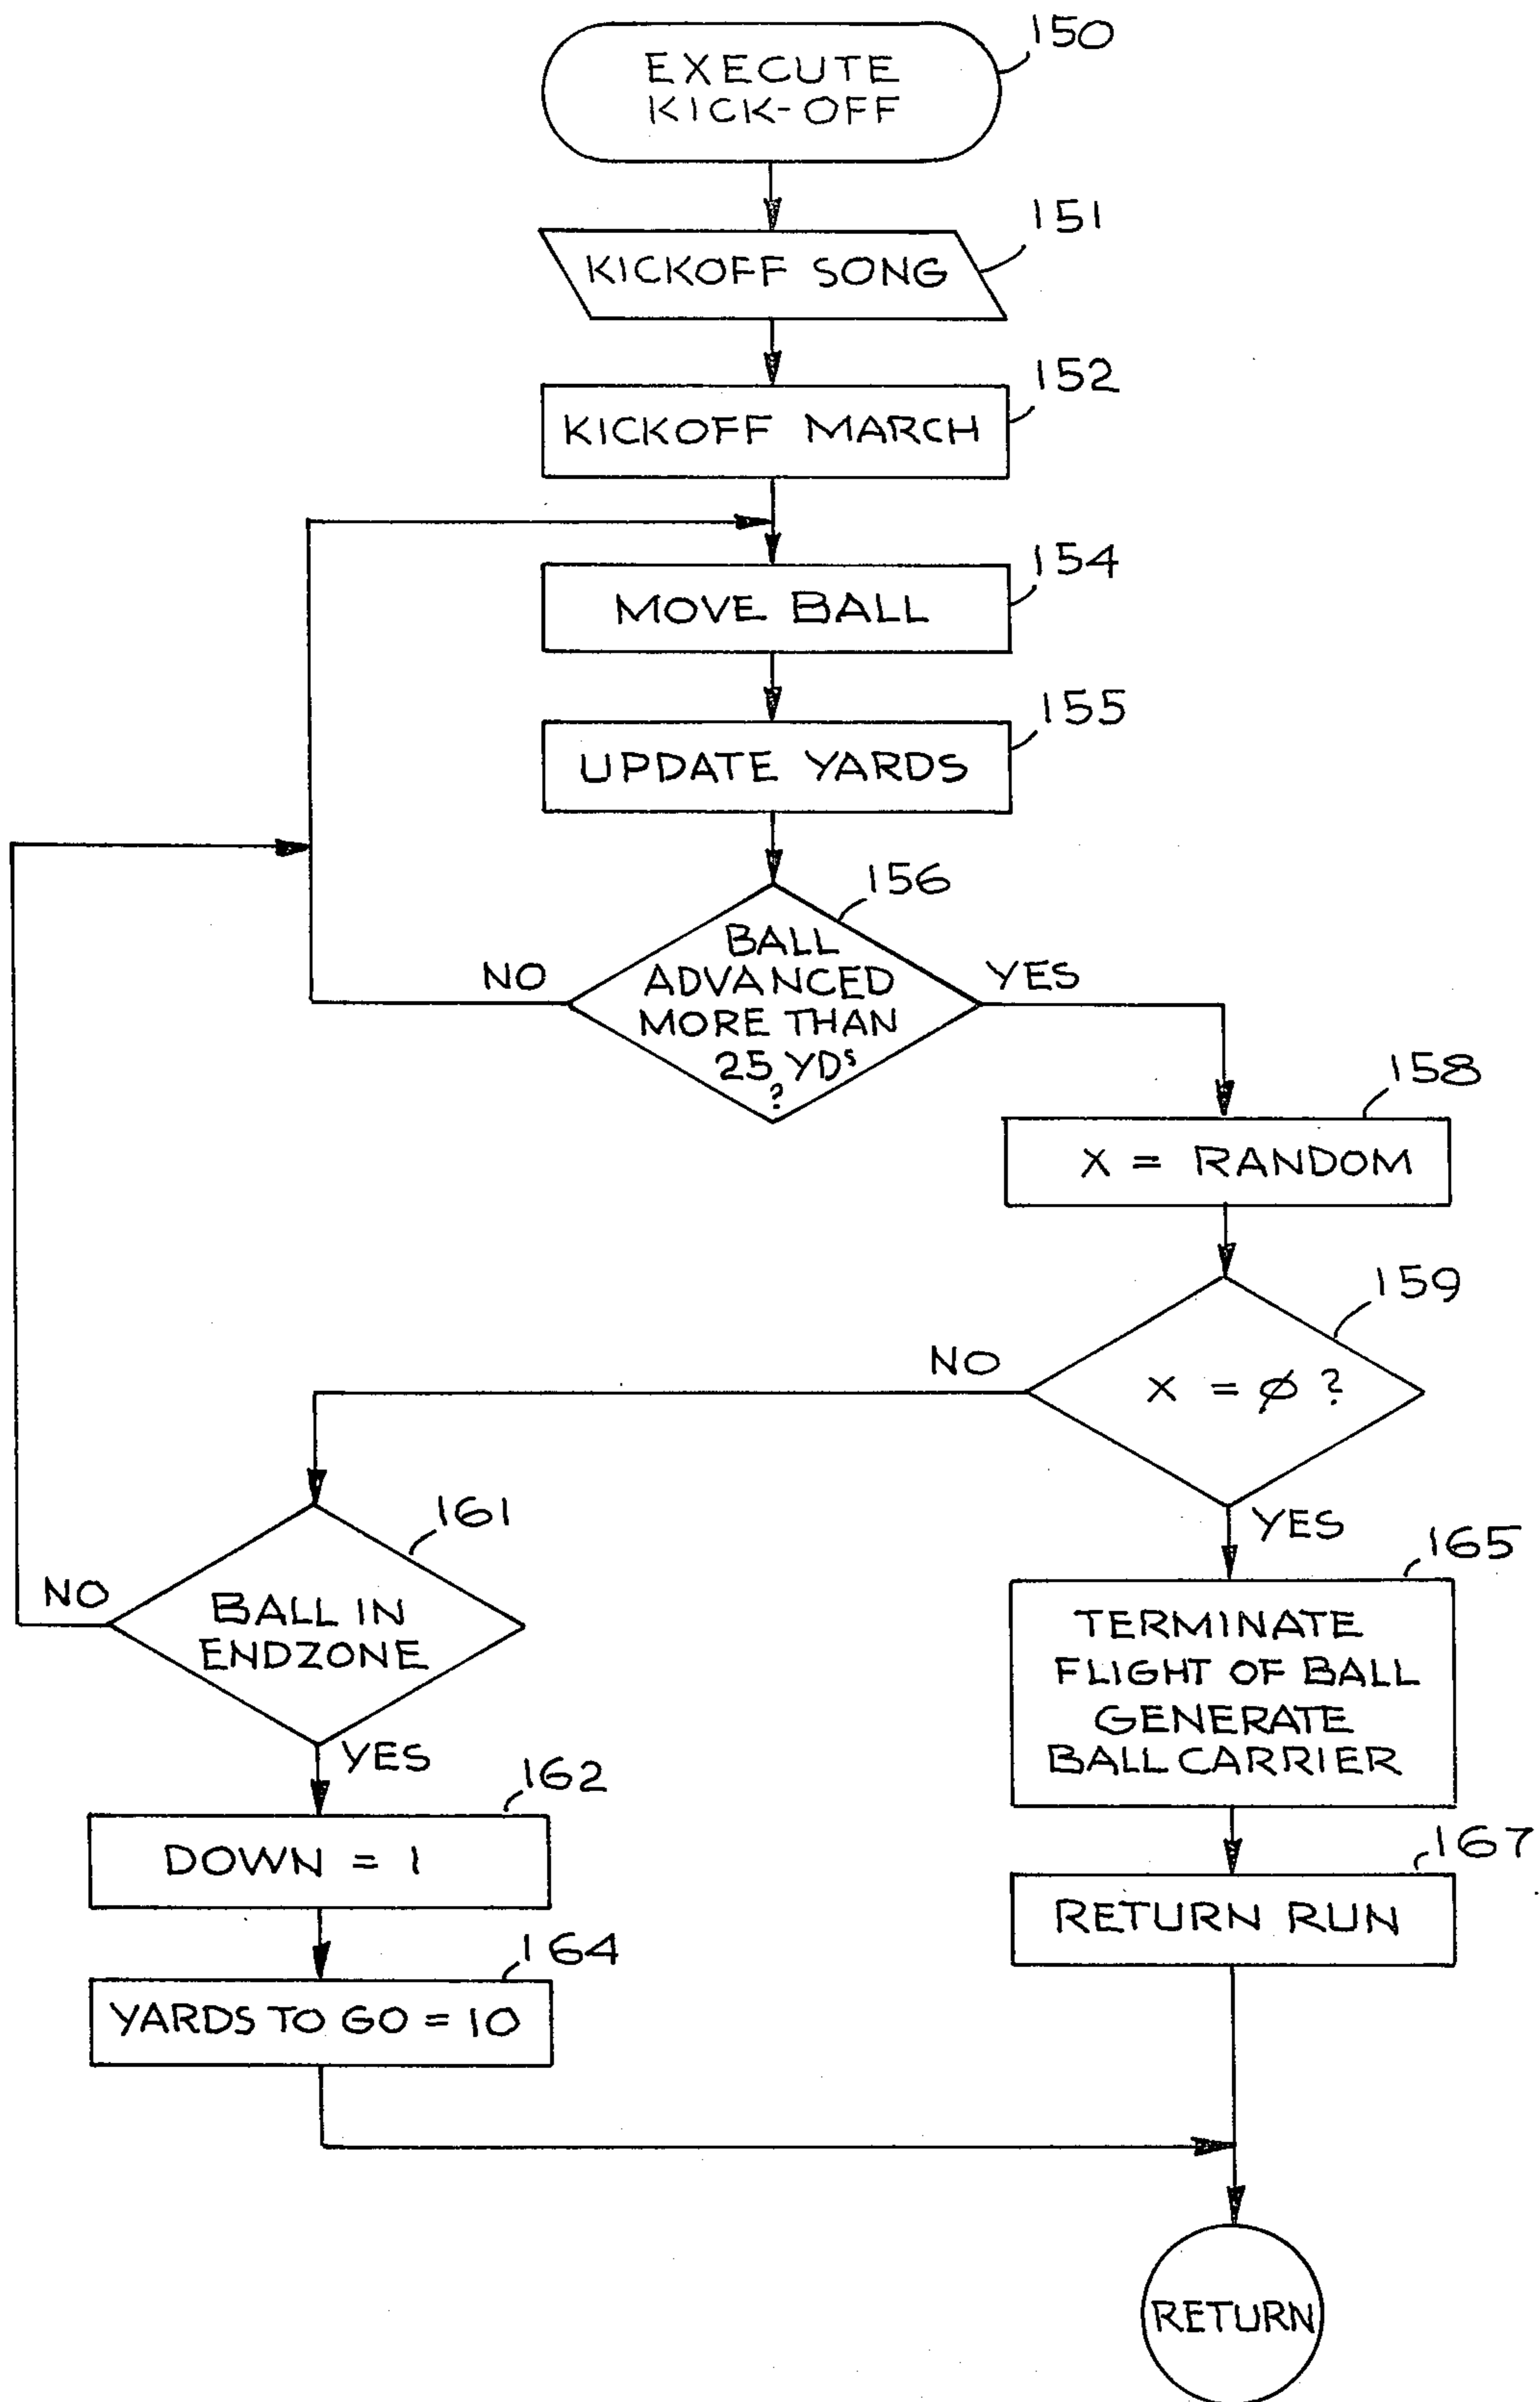 150
EXECUTE
KICK-OFF
151
KICKOFF SONG
152
KICKOFF MARCH
154
MOVE BALL
155
UPDATE YARDS
156
BALL
ADVANCED
MORE THAN
25 YDs
?
NO
YES
158
X = RANDOM
159
X = Ø ?
NO
YES
161
BALL IN
ENDZONE
NO
YES
165
TERMINATE
FLIGHT OF BALL
GENERATE
BALL CARRIER
162
DOWN = 1
167
RETURN RUN
164
YARDS TO GO = 10
RETURN